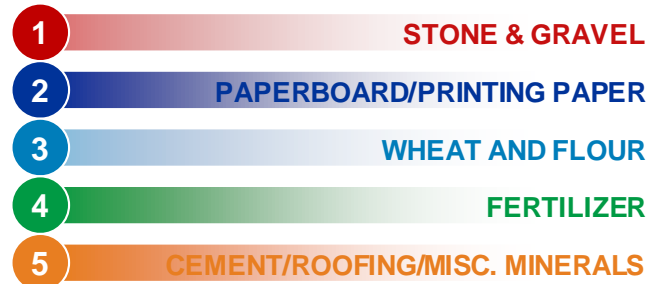 1 STONE & GRAVEL
2 PAPERBOARD/PRINTING PAPER
3 WHEAT AND FLOUR
4 FERTILIZER
5 CEMENT/ROOFING/MISC. MINERALS